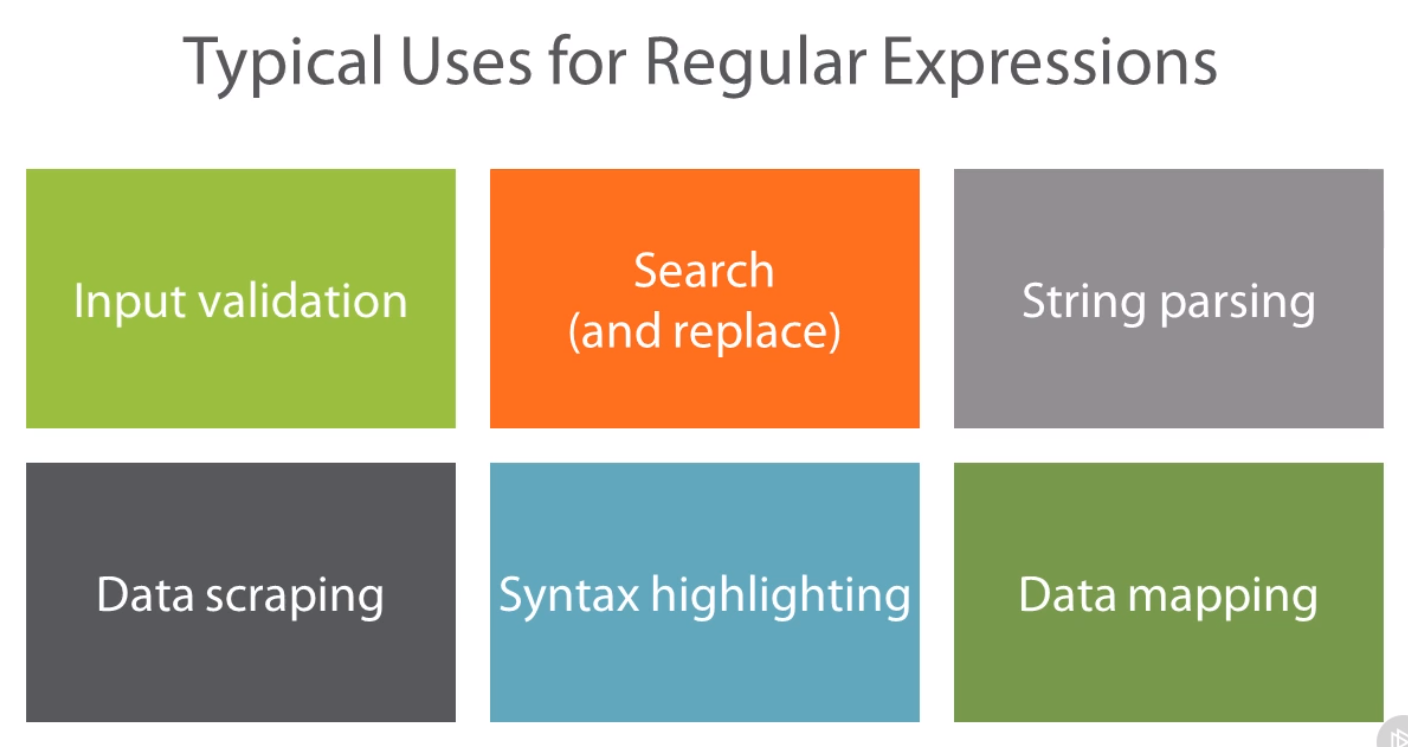 Typical Uses for Regular Expressions
Input validation
Search
(and replace)
String parsing
Data scraping
Syntax highlighting
Data mapping